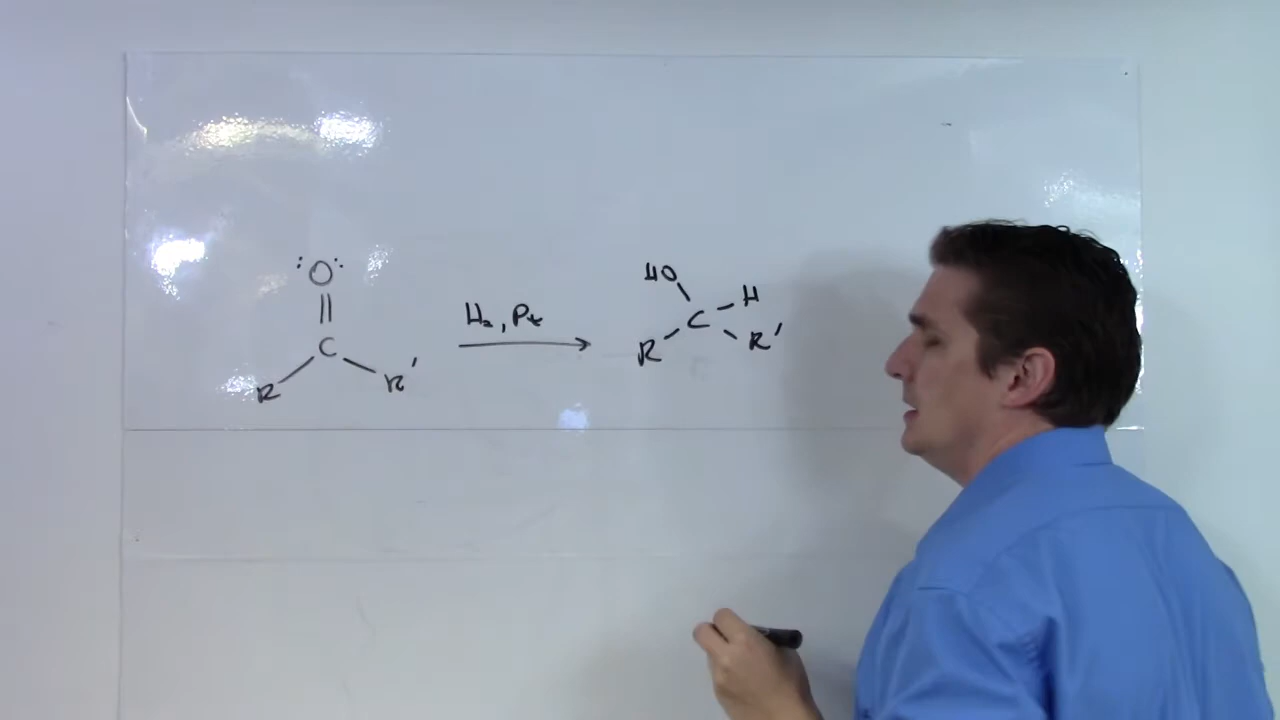 :O:
||
C
R R'
H₂, Pt
HO
C H
R R'